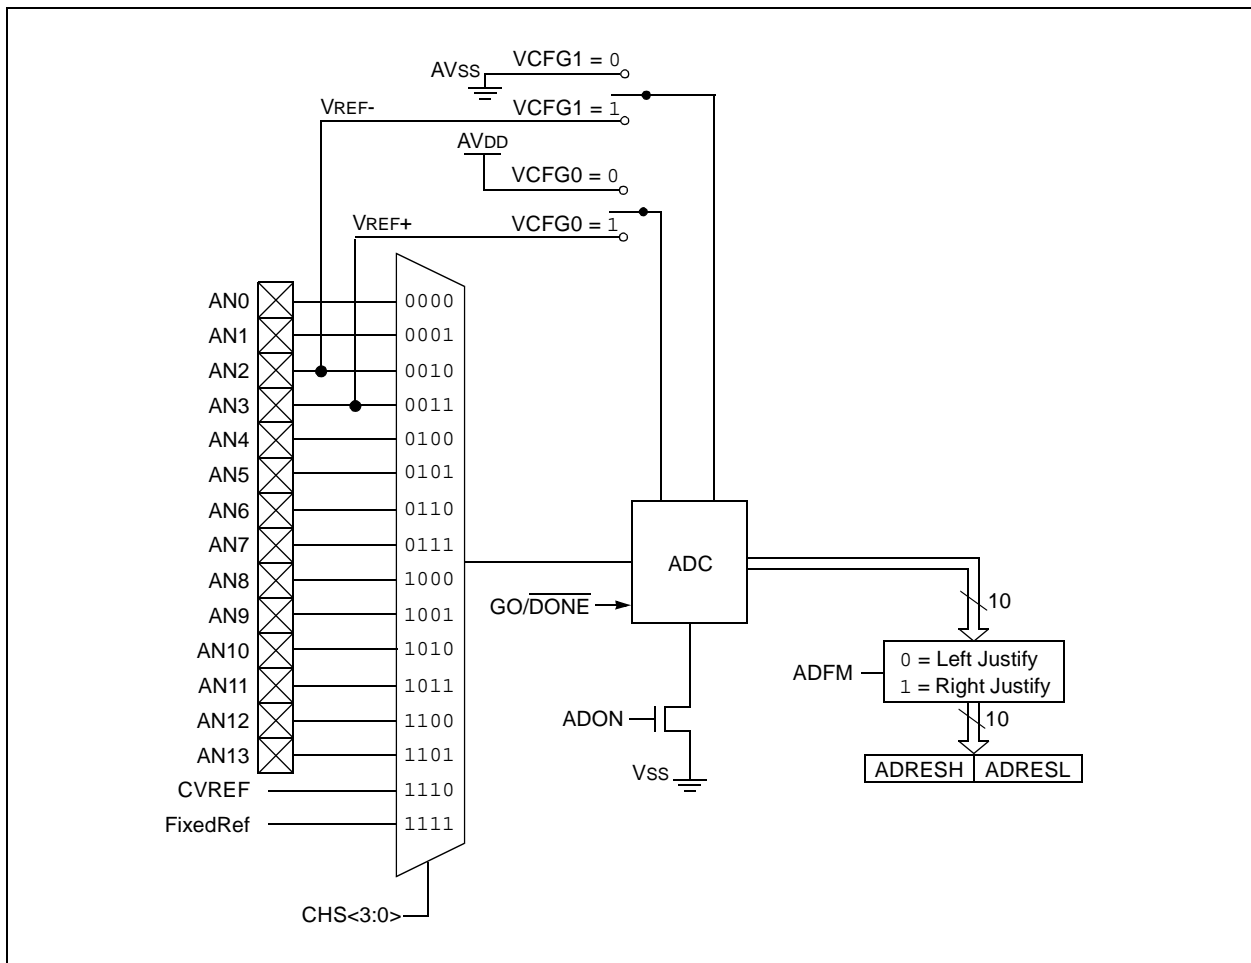 AVSS
VCFG1 = 0
VREF-
VCFG1 = 1
AVDD
VCFG0 = 0
VREF+
VCFG0 = 1
AN0 0000
AN1 0001
AN2 0010
AN3 0011
AN4 0100
AN5 0101
AN6 0110
AN7 0111
AN8 1000
AN9 1001
AN10 1010
AN11 1011
AN12 1100
AN13 1101
CVREF 1110
FixedRef 1111
CHS<3:0>
ADC
GO/DONE
ADON
VSS
10
ADFM
0 = Left Justify
1 = Right Justify
10
ADRESH ADRESL